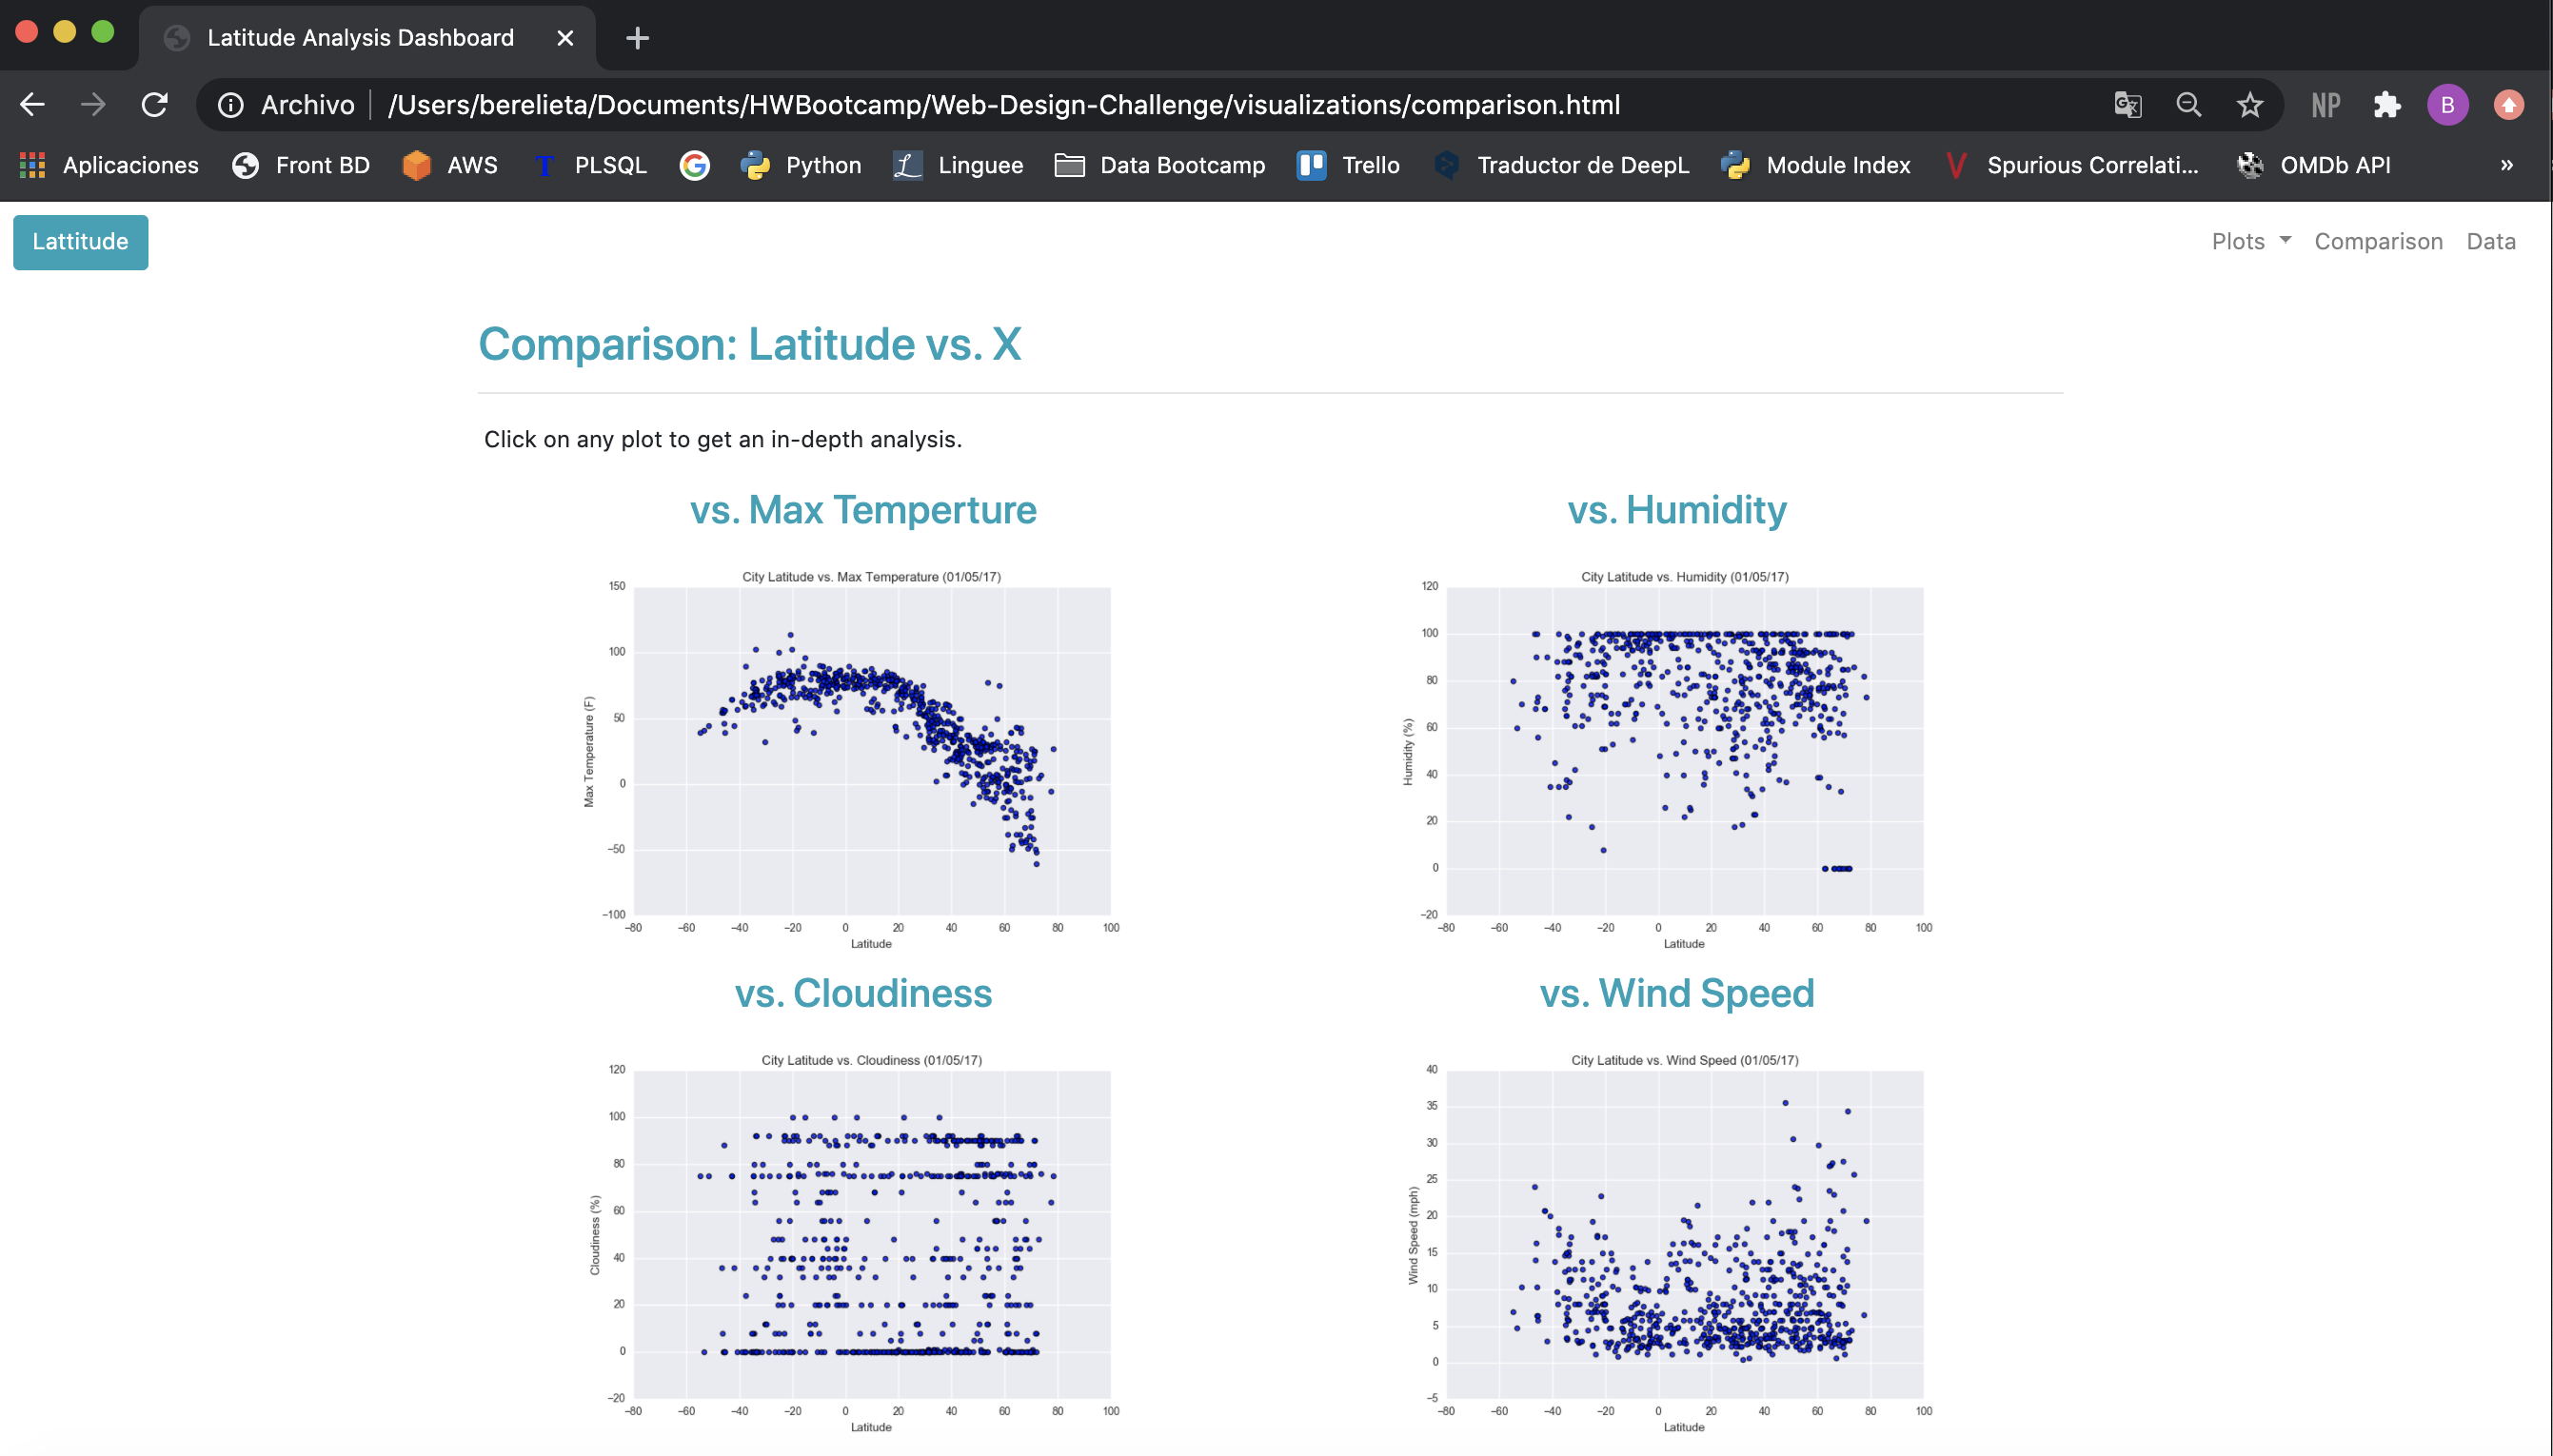 Latitude Analysis Dashboard
Archivo /Users/berelieta/Documents/HWBootcamp/Web-Design-Challenge/visualizations/comparison.html NP B
Aplicaciones Front BD AWS T PLSQL Python L Linguee Data Bootcamp Trello Traductor de DeepL Module Index V Spurious Correlati... OMDb API »
Lattitude Plots Comparison Data
Comparison: Latitude vs. X
Click on any plot to get an in-depth analysis.
vs. Max Temperture
City Latitude vs. Max Temperature (01/05/17)
Max Temperature (F)
150
100
50
0
−50
−100
−80 −60 −40 −20 0 20 40 60 80 100
Latitude
vs. Humidity
City Latitude vs. Humidity (01/05/17)
Humidity (%)
120
100
80
60
40
20
0
−20
−80 −60 −40 −20 0 20 40 60 80 100
Latitude
vs. Cloudiness
City Latitude vs. Cloudiness (01/05/17)
Cloudiness (%)
120
100
80
60
40
20
0
−20
−80 −60 −40 −20 0 20 40 60 80 100
Latitude
vs. Wind Speed
City Latitude vs. Wind Speed (01/05/17)
Wind Speed (mph)
40
35
30
25
20
15
10
5
0
−5
−80 −60 −40 −20 0 20 40 60 80 100
Latitude